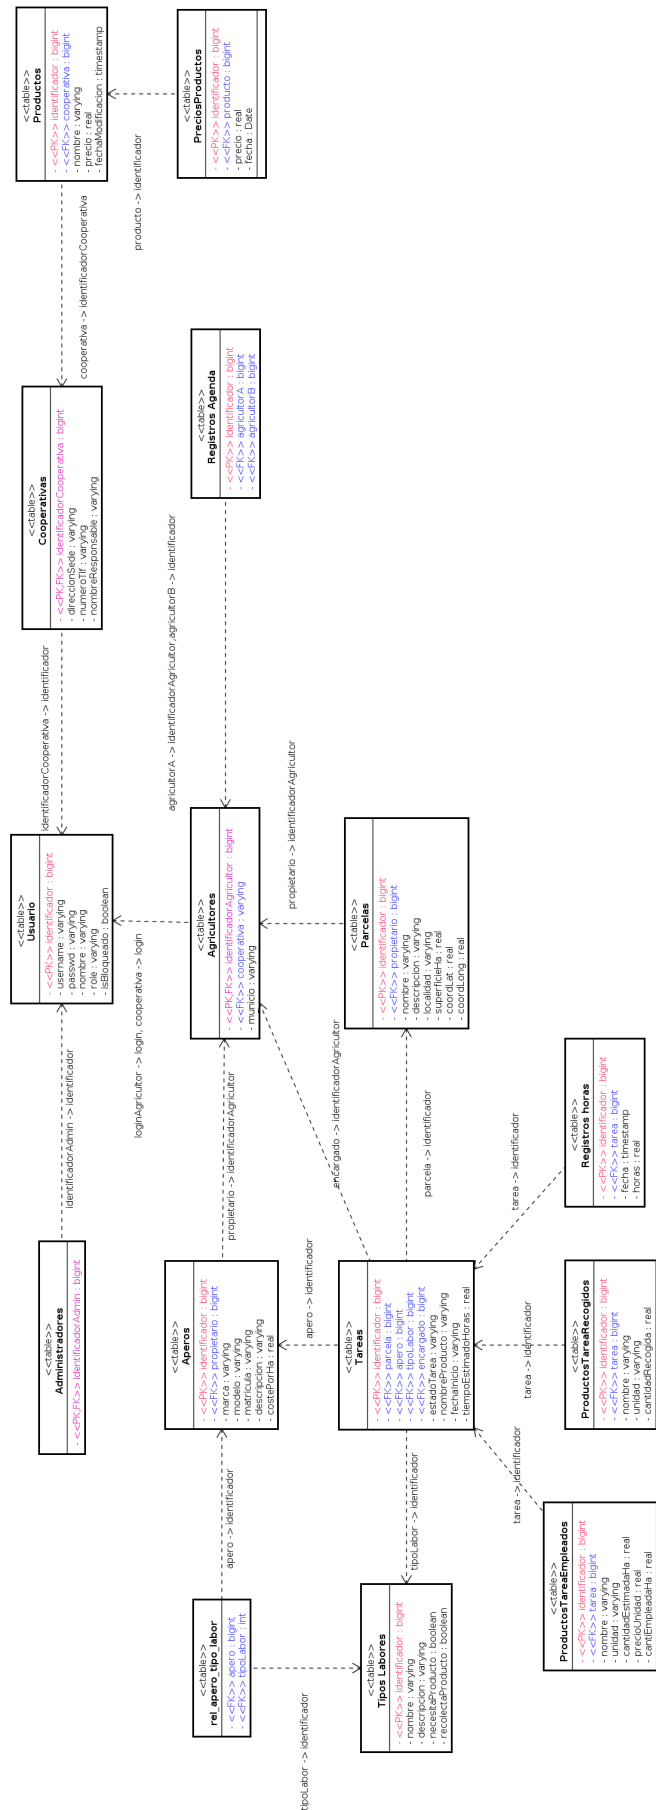 <<table>>
Productos
- <<PK>> identificador : bigint
- <<FK>> cooperativa : bigint
- nombre : varying
- precio : real
- fechaModificacion : timestamp
<<table>>
PreciosProductos
- <<PK>> identificador : bigint
- <<FK>> producto : bigint
- precio : real
- fecha : Date
producto -> identificador
cooperativa -> identificadorCooperativa
<<table>>
Cooperativas
- <<PK,FK>> identificadorCooperativa : bigint
- direccionSede : varying
- numeroTlf : varying
- nombreResponsable : varying
<<table>>
Registros Agenda
- <<PK>> identificador : bigint
- <<FK>> agricultorA : bigint
- <<FK>> agricultorB : bigint
identificadorCooperativa -> identificador
agricultorA -> identificadorAgricultor,agricultorB -> identificador
<<table>>
Usuario
- <<PK>> identificador : bigint
- username : varying
- passwd : varying
- nombre : varying
- role : varying
- isBloqueado : boolean
<<table>>
Agricultores
- <<PK,FK>> identificadorAgricultor : bigint
- <<FK>> cooperativa : varying
- municio : varying
propietario -> identificadorAgricultor
<<table>>
Parcelas
- <<PK>> identificador : bigint
- <<FK>> propietario : bigint
- nombre : varying
- descripcion : varying
- localidad : varying
- superficieHa : real
- coordLat : real
- coordLong : real
loginAgricultor -> login, cooperativa -> login
identificadorAdmin -> identificador
propietario -> identificadorAgricultor
encargado -> identificadorAgricultor
parcela -> identificador
tarea -> identificador
<<table>>
Registros horas
- <<PK>> identificador : bigint
- <<FK>> tarea : bigint
- fecha : timestamp
- horas : real
<<table>>
Administradores
- <<PK,FK>> identificadorAdmin : bigint
<<table>>
Aperos
- <<PK>> identificador : bigint
- <<FK>> propietario : bigint
- marca : varying
- modelo : varying
- matricula : varying
- descripcion : varying
- costePorHa : real
apero -> identificador
<<table>>
Tareas
- <<PK>> identificador : bigint
- <<FK>> parcela : bigint
- <<FK>> apero : bigint
- <<FK>> tipoLabor : bigint
- <<FK>> encargado : bigint
- estadoTarea : varying
- nombreProducto : varying
- fechaInicio : varying
- tiempoEstimadoHoras : real
tarea -> identificador
<<table>>
ProductosTareaRecogidos
- <<PK>> identificador : bigint
- <<FK>> tarea : bigint
- nombre : varying
- unidad : varying
- cantidadRecogida : real
apero -> identificador
tipoLabor -> identificador
tarea -> identificador
<<table>>
ProductosTareaEmpleados
- <<PK>> identificador : bigint
- <<FK>> tarea : bigint
- nombre : varying
- unidad : varying
- cantidadEstimadaHa : real
- precioUnidad : real
- cantEmpleadaHa : real
<<table>>
rel_apero_tipo_labor
- <<FK>> apero : bigint
- <<FK>> tipoLabor : int
<<table>>
Tipos Labores
- <<PK>> identificador : bigint
- nombre : varying
- descripcion : varying
- necesitaProducto : boolean
- recolectaProducto : boolean
tipoLabor -> identificador